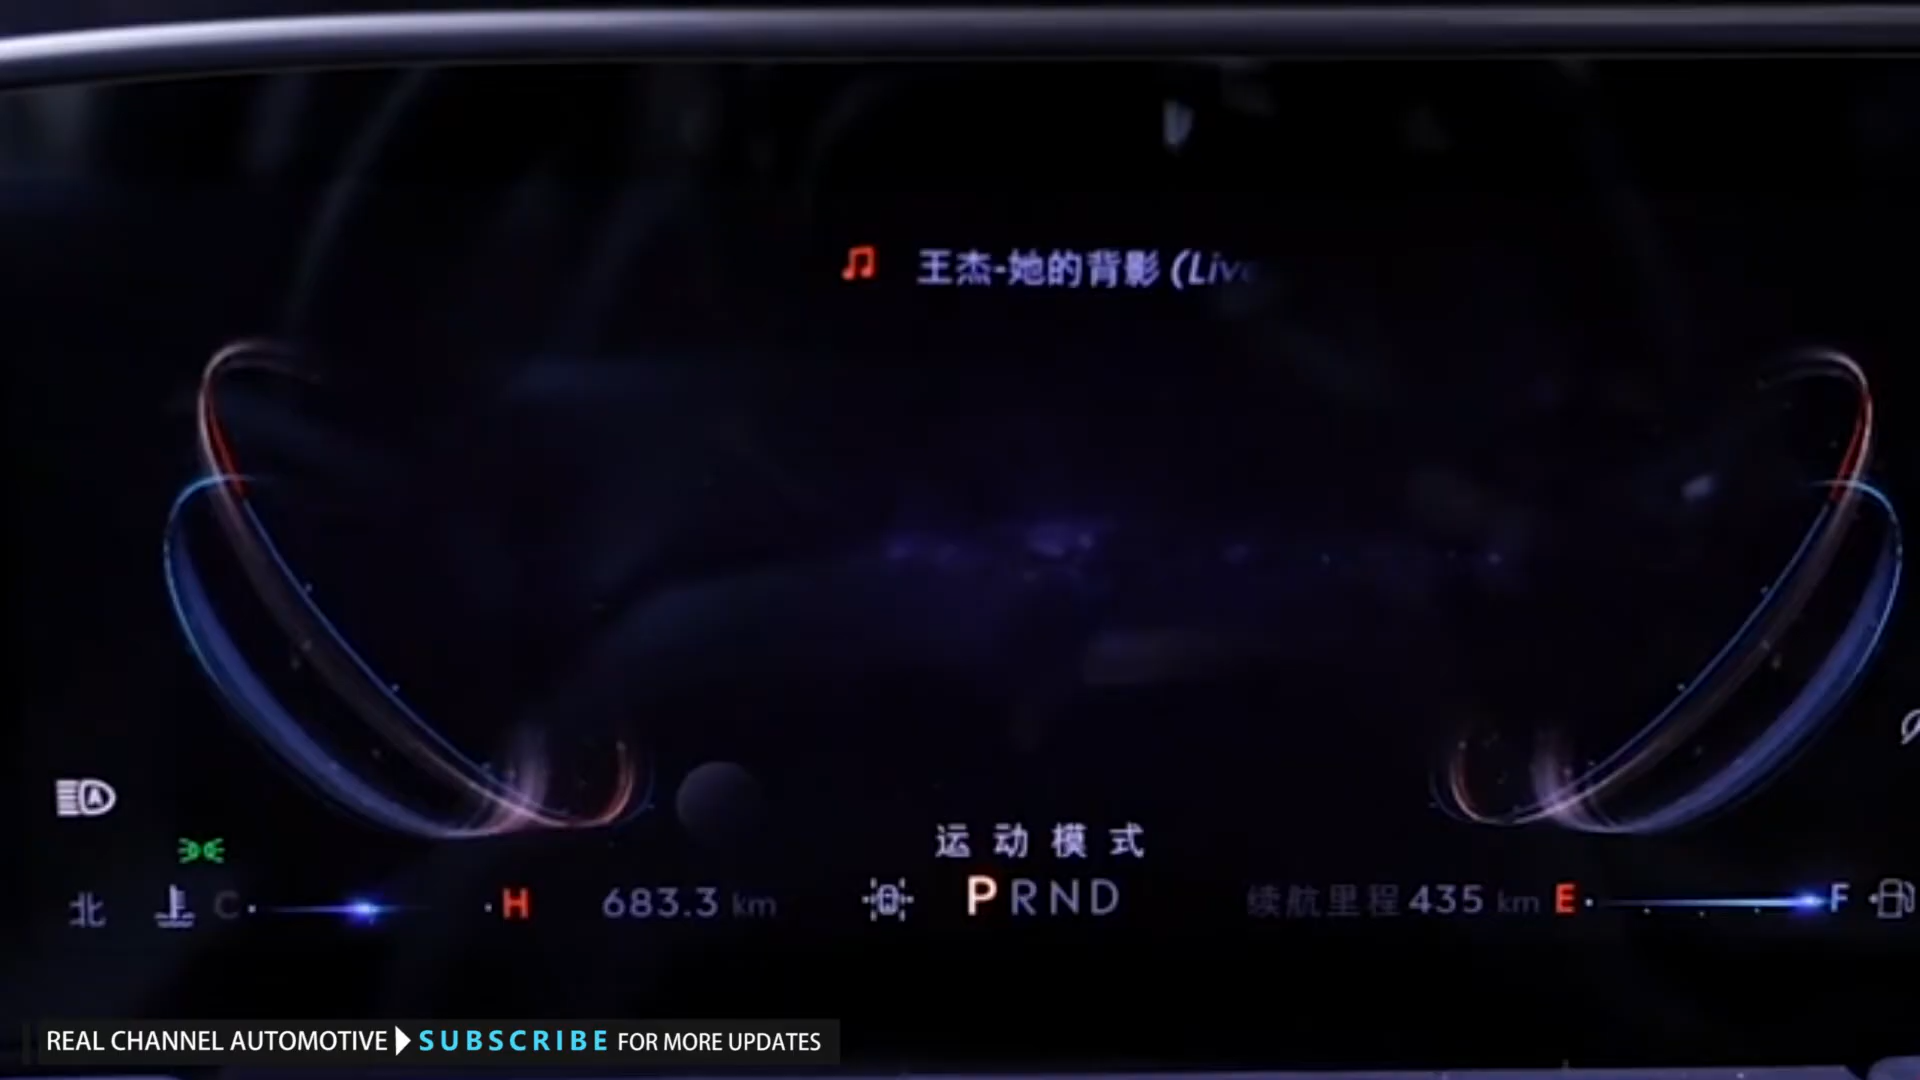 王杰-她的背影 (Live
运动模式
北 C H 683.3 km PRND 续航里程 435 km E F
REAL CHANNEL AUTOMOTIVE SUBSCRIBE FOR MORE UPDATES